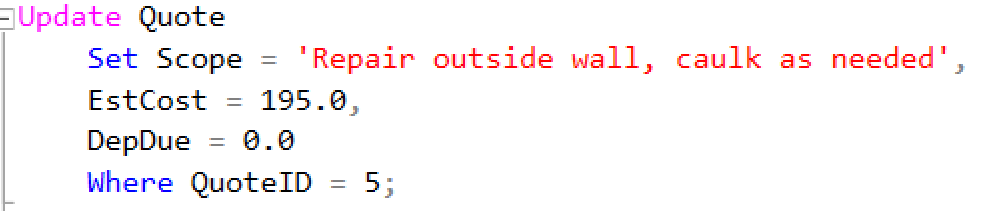 Update Quote
Set Scope = 'Repair outside wall, caulk as needed',
EstCost = 195.0,
DepDue = 0.0
Where QuoteID = 5;